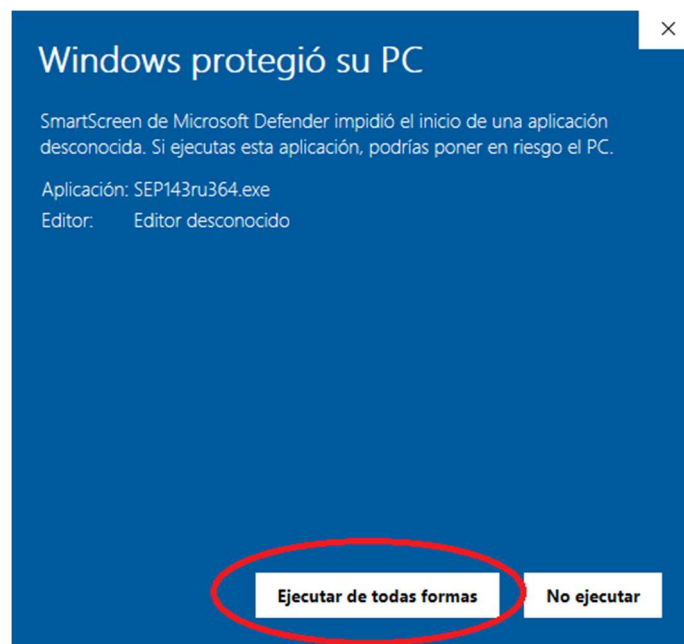 Windows protegió su PC
SmartScreen de Microsoft Defender impidió el inicio de una aplicación
desconocida. Si ejecutas esta aplicación, podrías poner en riesgo el PC.
Aplicación: SEP143ru364.exe
Editor: Editor desconocido
Ejecutar de todas formas No ejecutar